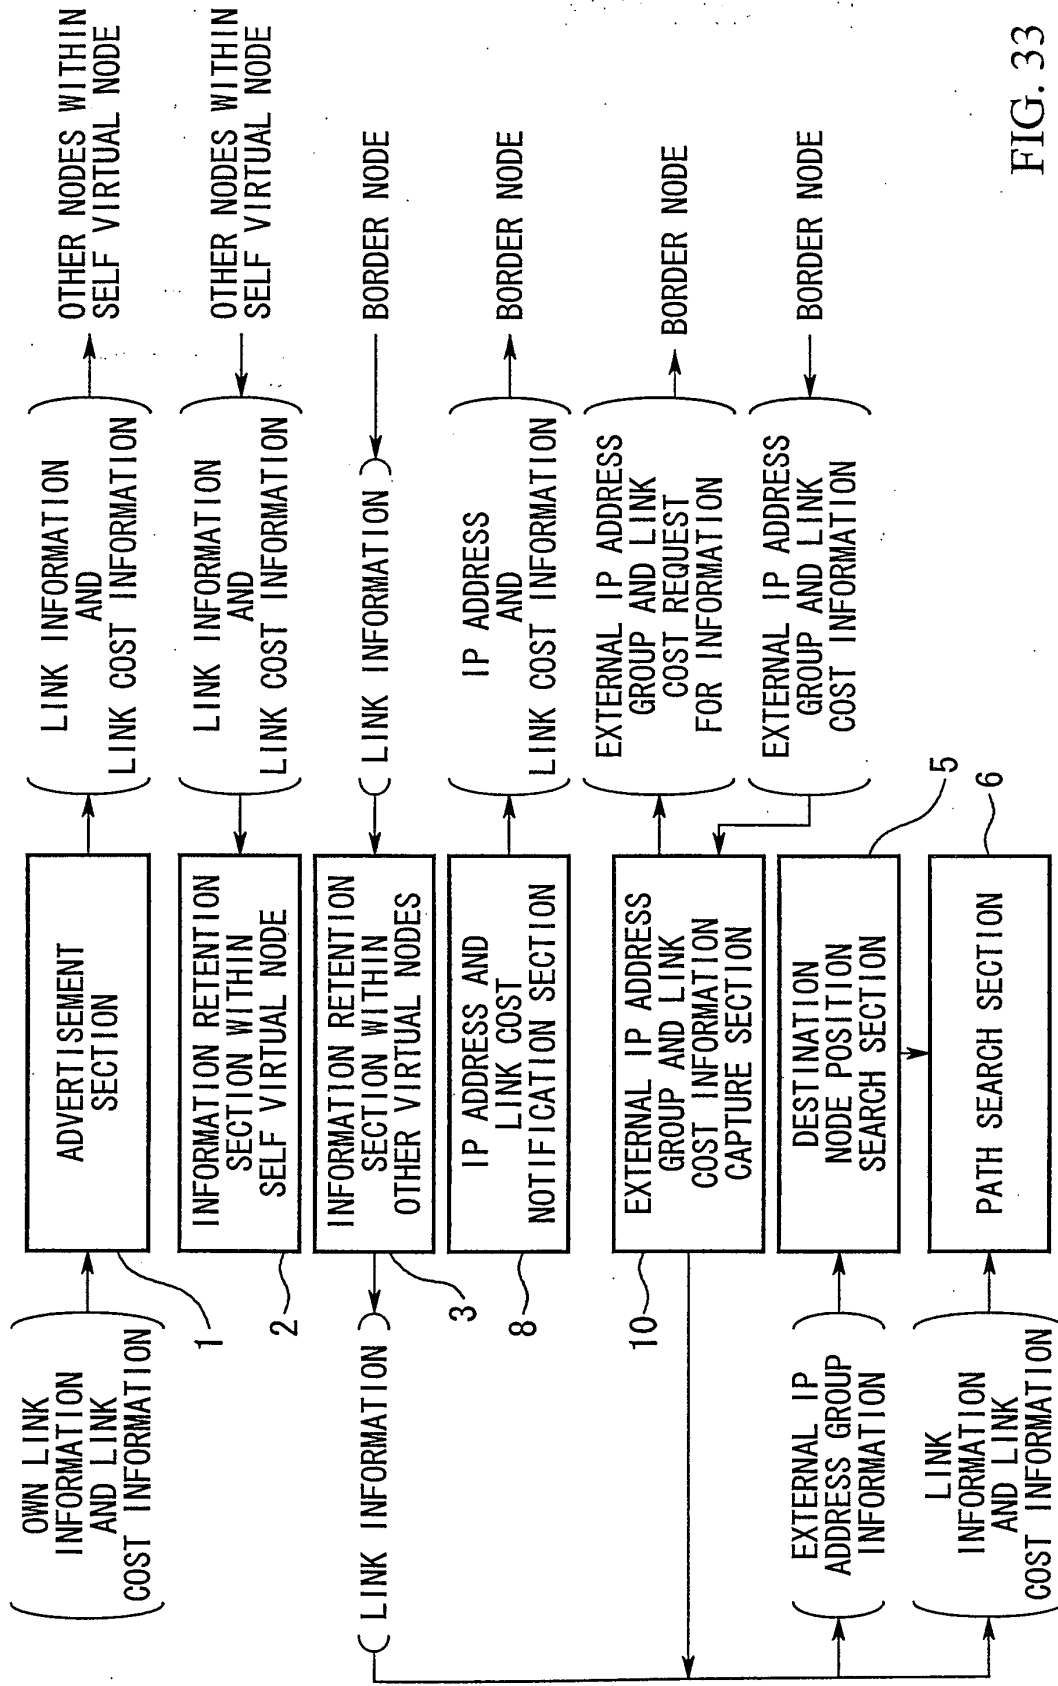 OWN LINK
INFORMATION
AND LINK
COST INFORMATION
1
ADVERTISEMENT
SECTION
LINK INFORMATION
AND
LINK COST INFORMATION
OTHER NODES WITHIN
SELF VIRTUAL NODE
2
INFORMATION RETENTION
SECTION WITHIN
SELF VIRTUAL NODE
LINK INFORMATION
AND
LINK COST INFORMATION
OTHER NODES WITHIN
SELF VIRTUAL NODE
LINK INFORMATION
3
INFORMATION RETENTION
SECTION WITHIN
OTHER VIRTUAL NODES
LINK INFORMATION
BORDER NODE
8
IP ADDRESS AND
LINK COST
NOTIFICATION SECTION
IP ADDRESS
AND
LINK COST INFORMATION
BORDER NODE
10
EXTERNAL IP ADDRESS
GROUP AND LINK
COST INFORMATION
CAPTURE SECTION
EXTERNAL IP ADDRESS
GROUP AND LINK
COST REQUEST
FOR INFORMATION
BORDER NODE
EXTERNAL IP ADDRESS
GROUP AND LINK
COST INFORMATION
BORDER NODE
EXTERNAL IP
ADDRESS GROUP
INFORMATION
DESTINATION
NODE POSITION
SEARCH SECTION
5
LINK
INFORMATION
AND LINK
COST INFORMATION
PATH SEARCH SECTION
6
FIG. 33